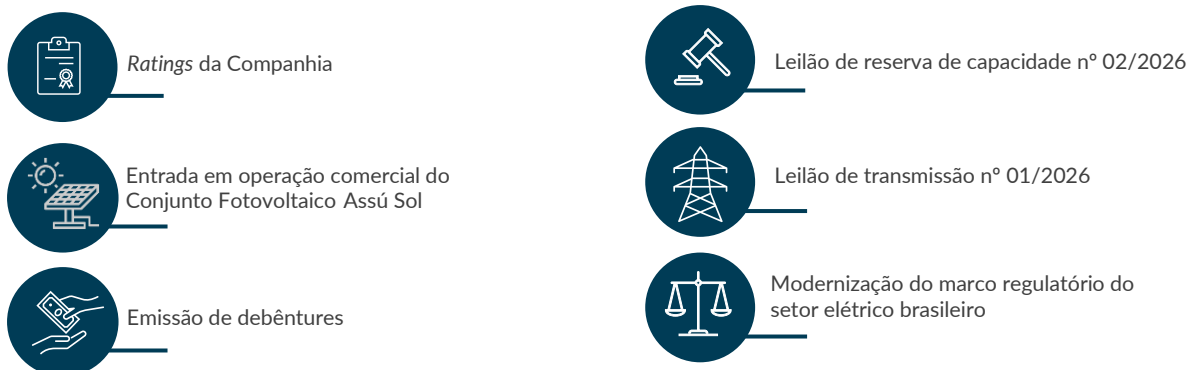 Ratings da Companhia
Entrada em operação comercial do
Conjunto Fotovoltaico Assú Sol
Emissão de debêntures
Leilão de reserva de capacidade nº 02/2026
Leilão de transmissão nº 01/2026
Modernização do marco regulatório do
setor elétrico brasileiro